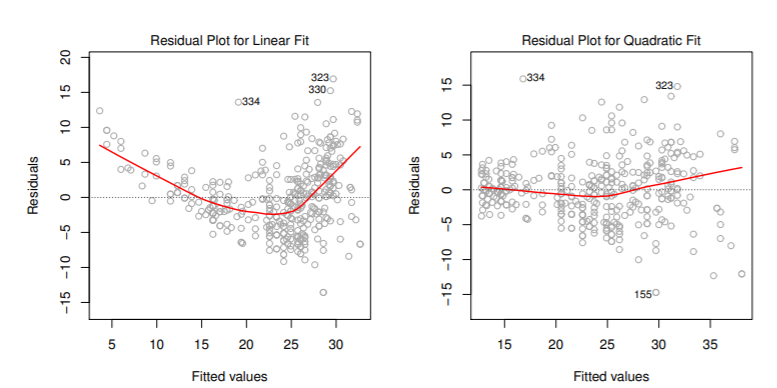 Residual Plot for Linear Fit
323
330
334
20
15
10
5
0
−5
−10
−15
Residuals
5 10 15 20 25 30
Fitted values
Residual Plot for Quadratic Fit
334
323
155
15
10
5
0
−5
−10
−15
Residuals
15 20 25 30 35
Fitted values